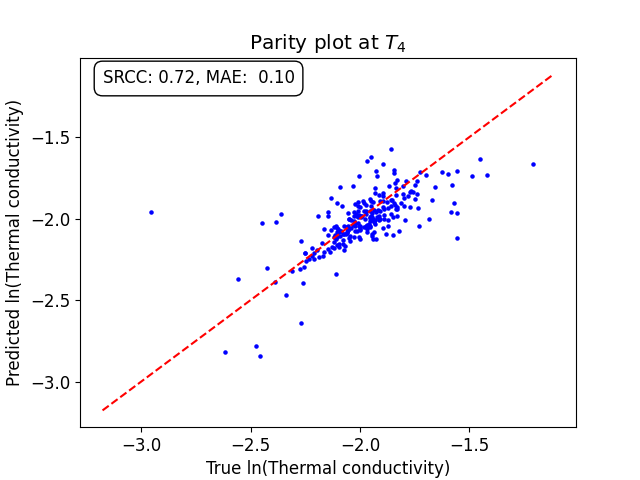 Parity plot at T₄
SRCC: 0.72, MAE:  0.10
Predicted ln(Thermal conductivity)
−1.5
−2.0
−2.5
−3.0
−3.0 −2.5 −2.0 −1.5
True ln(Thermal conductivity)